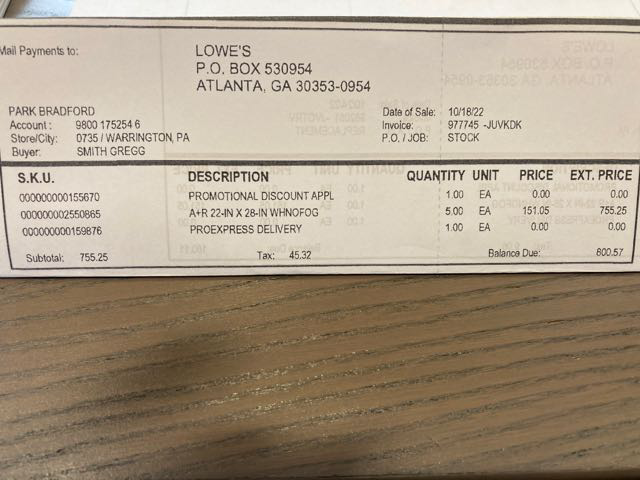 Mail Payments to:
LOWE'S
P.O. BOX 530954
ATLANTA, GA 30353-0954
PARK BRADFORD
Account : 9800 175254 6
Store/City: 0735 / WARRINGTON, PA
Buyer: SMITH GREGG
Date of Sale: 10/18/22
Invoice: 977745 -JUVKDK
P.O. / JOB: STOCK
S.K.U. DESCRIPTION QUANTITY UNIT PRICE EXT. PRICE
000000000155670 PROMOTIONAL DISCOUNT APPL 1.00 EA 0.00 0.00
000000002550865 A+R 22-IN X 28-IN WHNOFOG 5.00 EA 151.05 755.25
000000000159876 PROEXPRESS DELIVERY 1.00 EA 0.00 0.00
Subtotal: 755.25 Tax: 45.32 Balance Due: 800.57